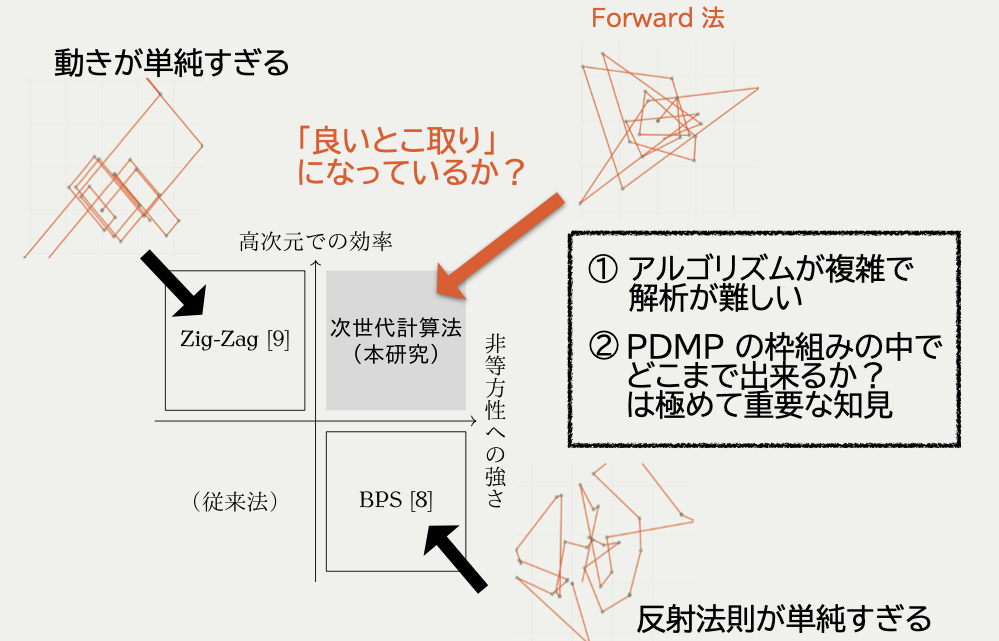 Forward 法
動きが単純すぎる
「良いとこ取り」
になっているか？
高次元での効率
Zig-Zag [9]
次世代計算法
（本研究）
非等方性への強さ
（従来法）
BPS [8]
① アルゴリズムが複雑で
解析が難しい
② PDMP の枠組みの中で
どこまで出来るか？
は極めて重要な知見
反射法則が単純すぎる